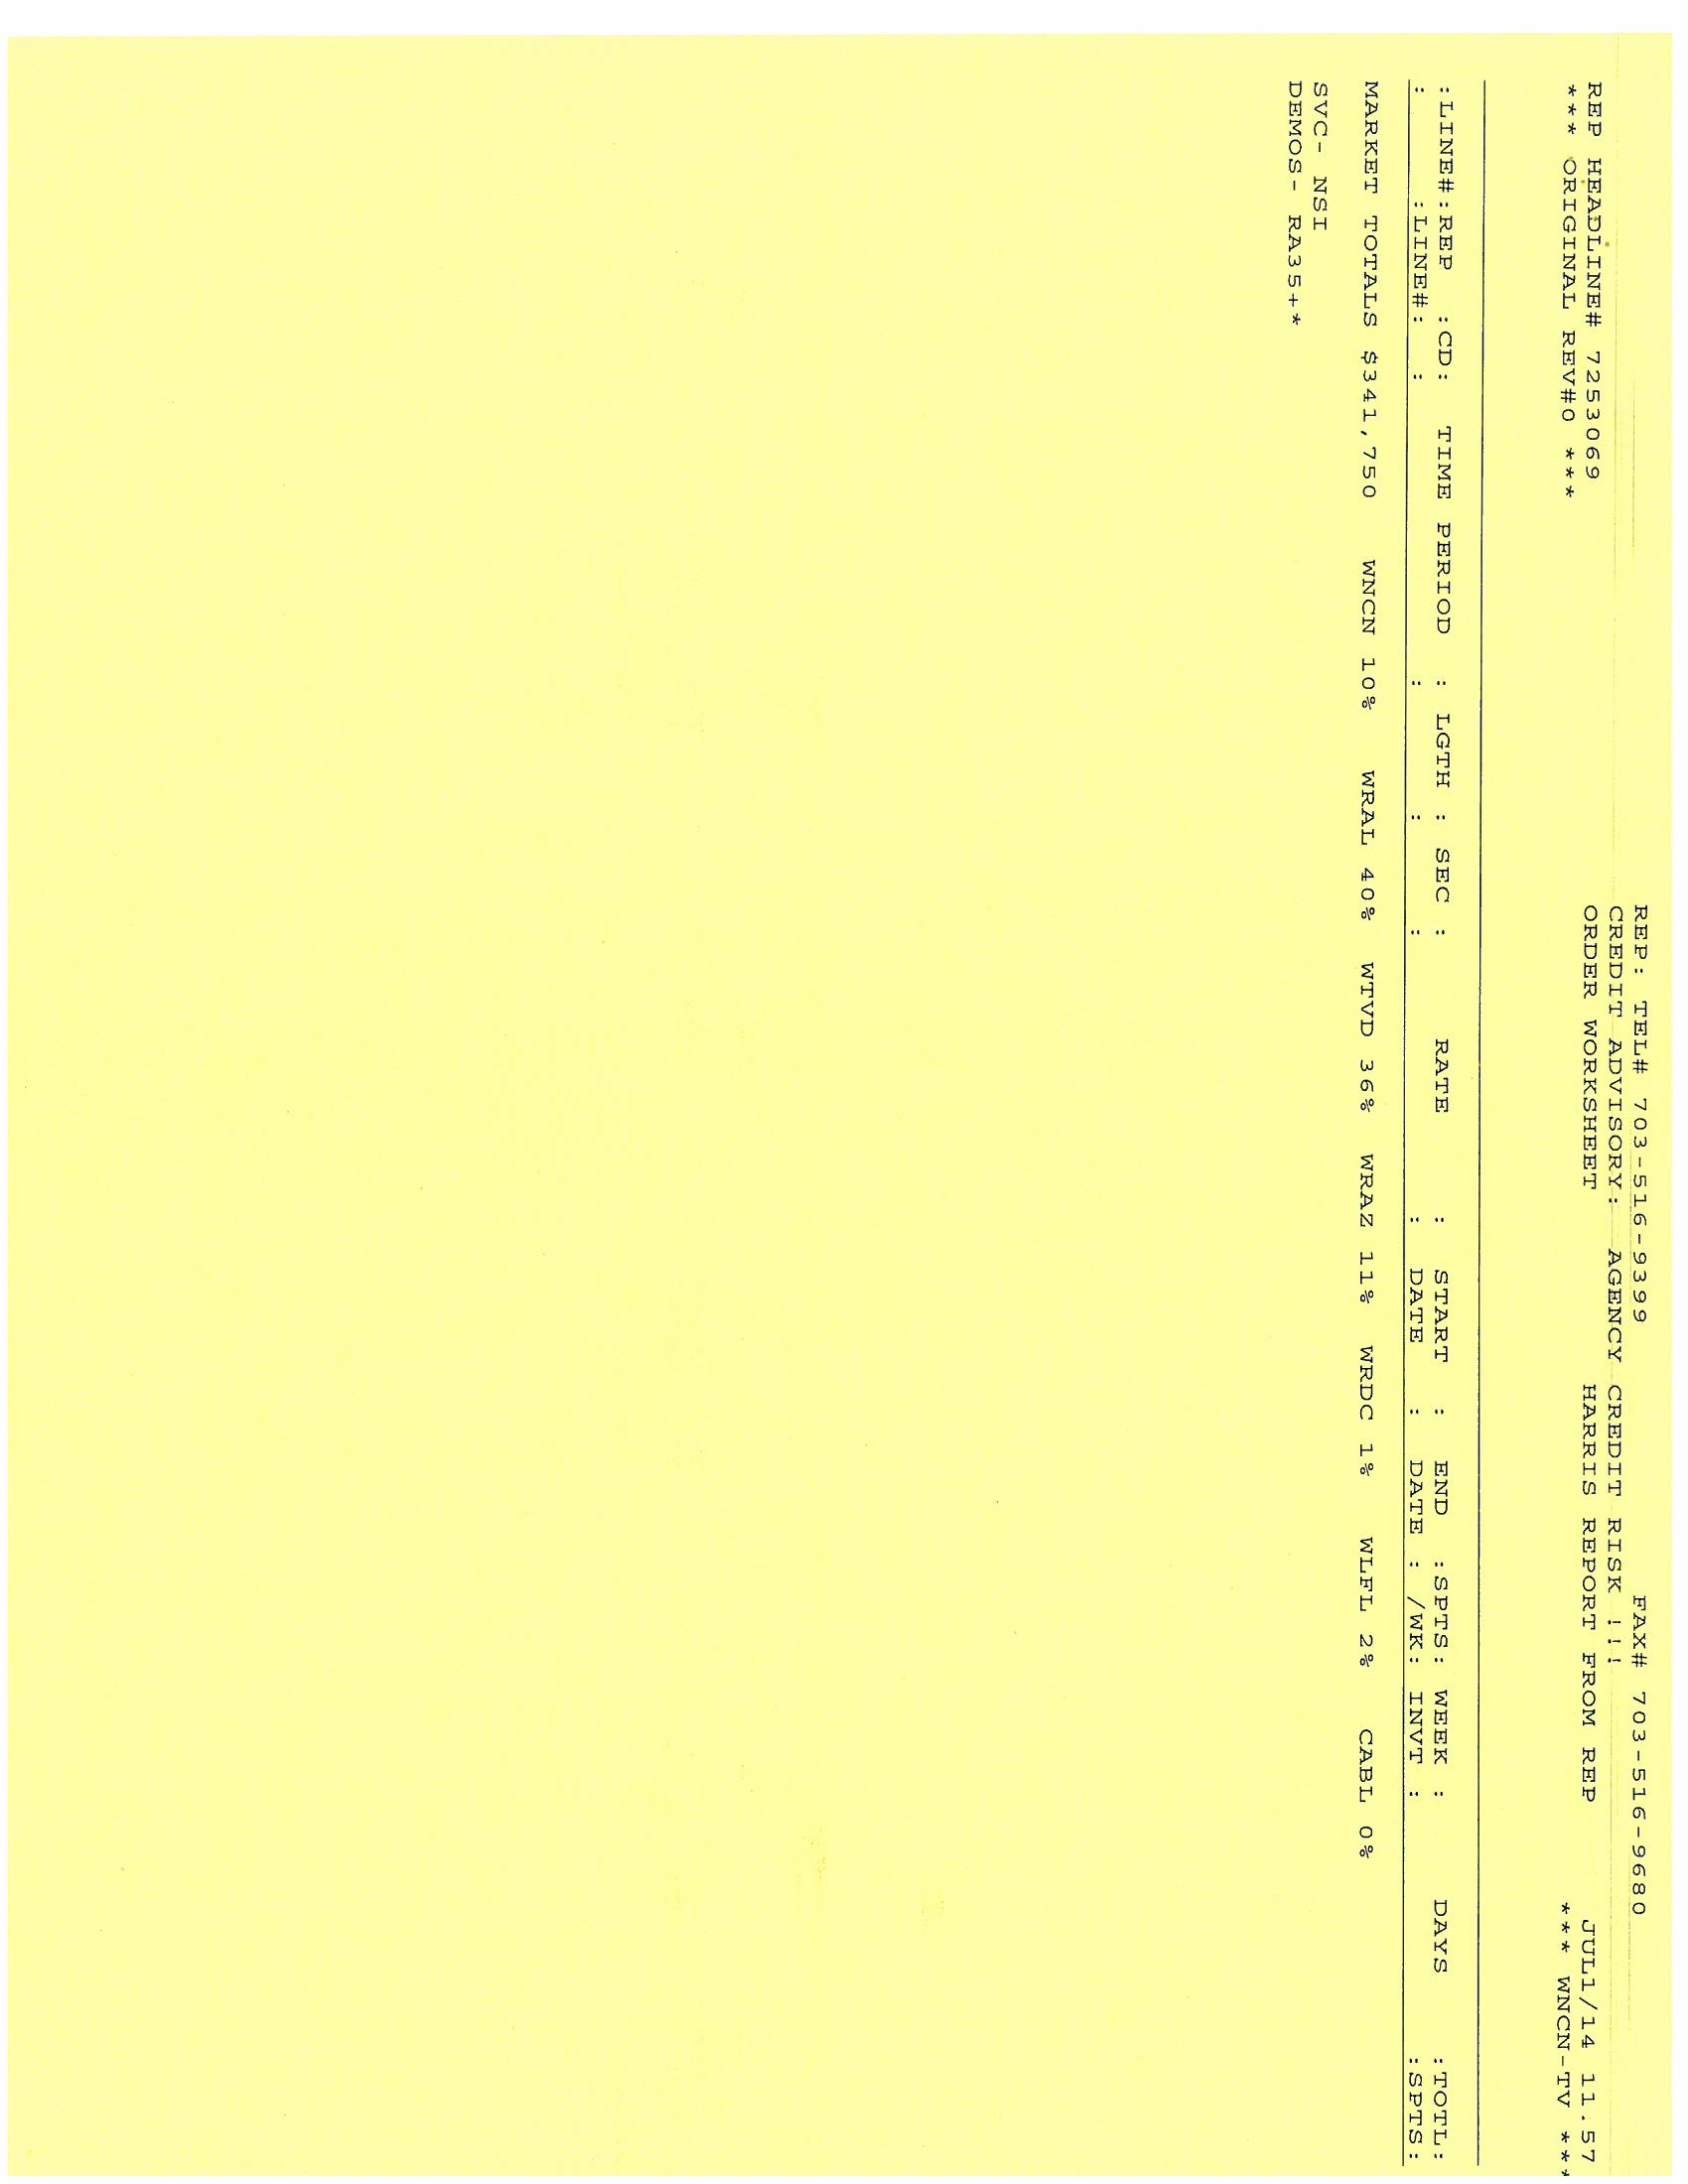 REP: TEL# 703-516-9399 FAX# 703-516-9680
CREDIT ADVISORY: AGENCY CREDIT RISK !!!
REP HEADLINE# 7253069 ORDER WORKSHEET HARRIS REPORT FROM REP JUL1/14 11.57
*** ORIGINAL REV#0 *** *** WNCN-TV ***
:LINE#:REP :CD: TIME PERIOD : LGTH : SEC : RATE : START : END :SPTS: WEEK : DAYS :TOTL:
: :LINE#: : : : : : DATE : DATE : /WK: INVT : :SPTS:
MARKET TOTALS $341,750 WNCN 10% WRAL 40% WTVD 36% WRAZ 11% WRDC 1% WLFL 2% CABL 0%
SVC- NSI
DEMOS- RA35+*